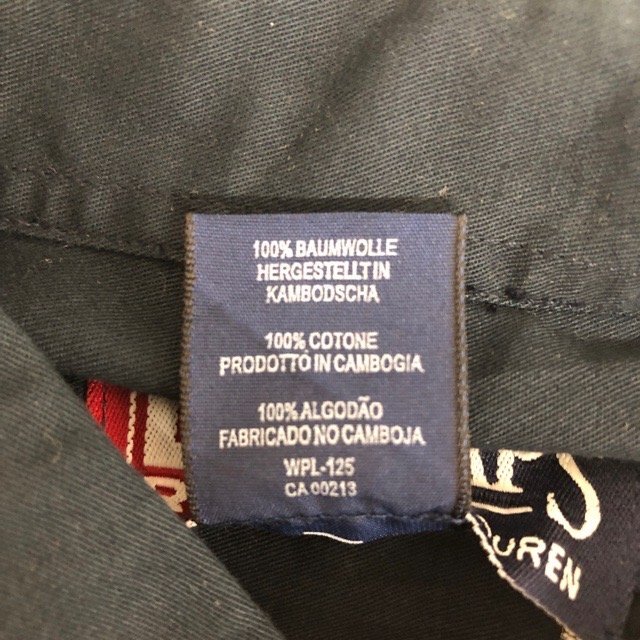 100% BAUMWOLLE
HERGESTELLT IN
KAMBODSCHA
100% COTONE
PRODOTTO IN CAMBOGIA
100% ALGODÃO
FABRICADO NO CAMBOJA
WPL-125
CA 00213
UREN